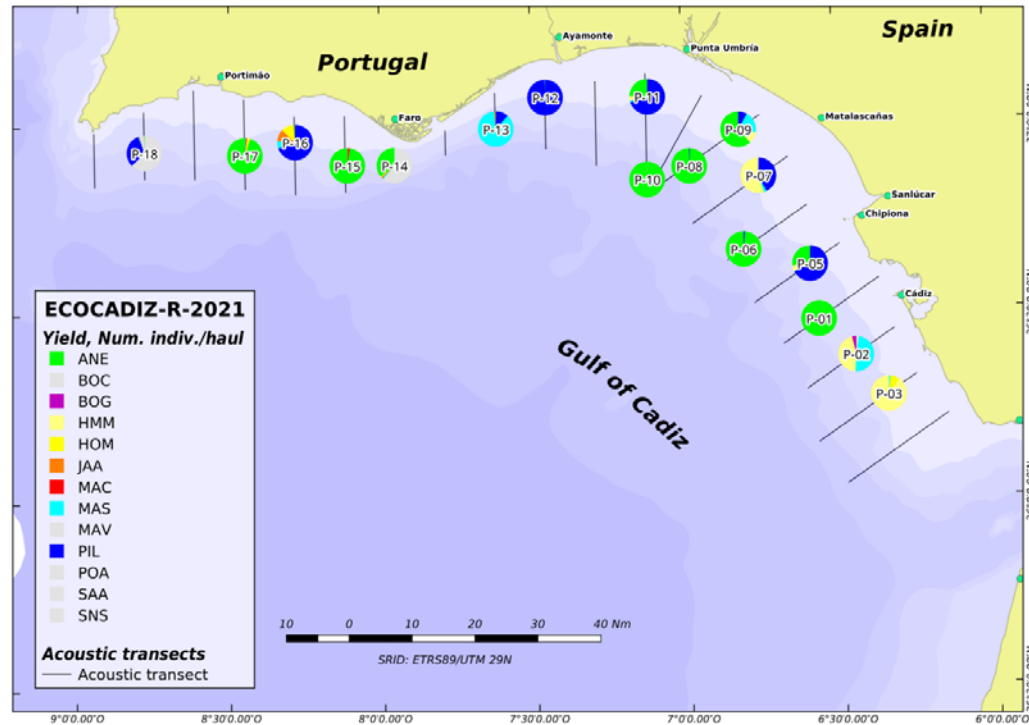 Spain
Portugal
Ayamonte
Punta Umbría
Portimão
Faro
Matalascañas
Sanlúcar
Chipiona
Cádiz
P-12
P-11
P-13
P-09
P-16
P-18
P-17
P-15
P-14
P-10
P-08
P-07
P-06
P-05
P-01
P-02
P-03
Gulf of Cadiz
ECOCADIZ-R-2021
Yield, Num. indiv./haul
ANE
BOC
BOG
HMM
HOM
JAA
MAC
MAS
MAV
PIL
POA
SAA
SNS
Acoustic transects
Acoustic transect
10 0 10 20 30 40 Nm
SRID: ETRS89/UTM 29N
9°0'0.00"O 8°30'0.00"O 8°0'0.00"O 7°30'0.00"O 7°0'0.00"O 6°30'0.00"O